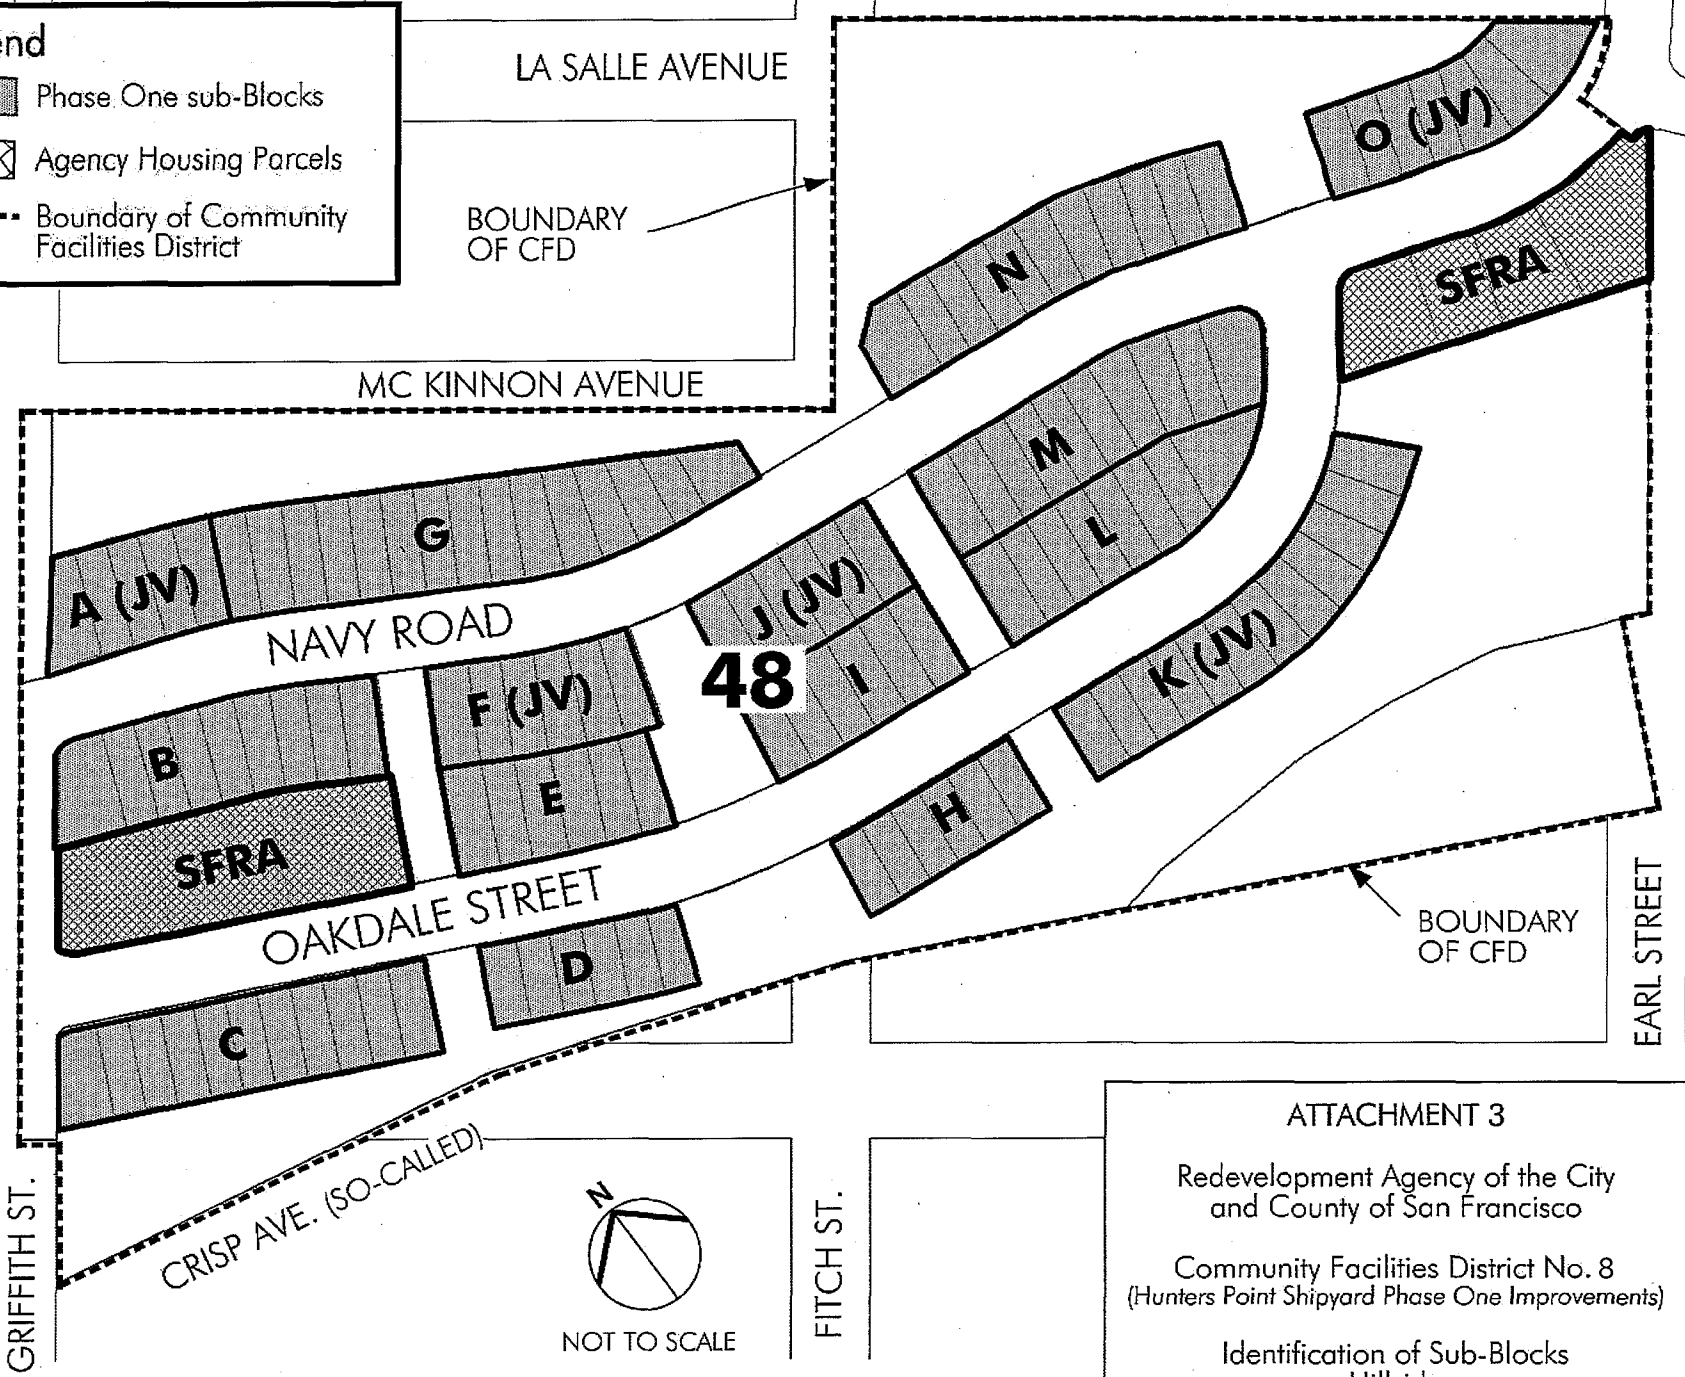 end
Phase One sub-Blocks
Agency Housing Parcels
Boundary of Community
Facilities District
LA SALLE AVENUE
BOUNDARY
OF CFD
MC KINNON AVENUE
O (JV)
N
SFRA
M
L
G
A (JV)
NAVY ROAD
J (JV)
48
I
K (JV)
F (JV)
B
E
H
SFRA
OAKDALE STREET
D
C
BOUNDARY
OF CFD
EARL STREET
CRISP AVE. (SO-CALLED)
GRIFFITH ST.
FITCH ST.
N
NOT TO SCALE
ATTACHMENT 3
Redevelopment Agency of the City
and County of San Francisco
Community Facilities District No. 8
(Hunters Point Shipyard Phase One Improvements)
Identification of Sub-Blocks